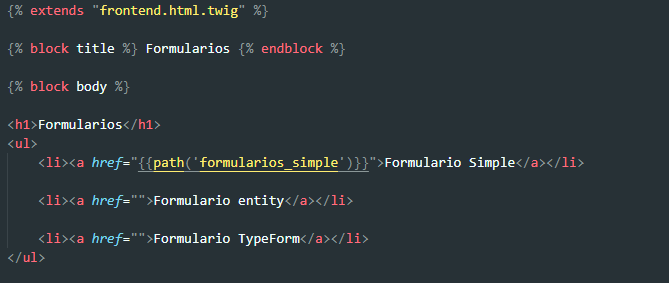 {% extends "frontend.html.twig" %}
{% block title %} Formularios {% endblock %}
{% block body %}
<h1>Formularios</h1>
<ul>
<li><a href="{{path('formularios_simple')}}">Formulario Simple</a></li>
<li><a href="">Formulario entity</a></li>
<li><a href="">Formulario TypeForm</a></li>
</ul>